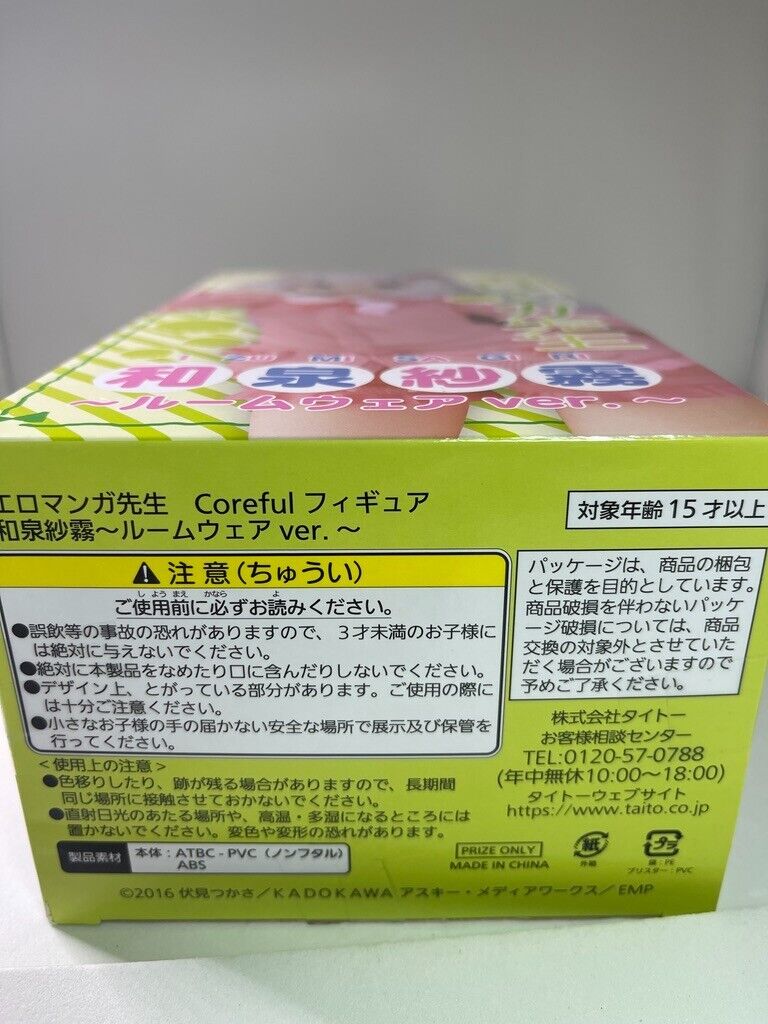 IZUMI SAGIRI
和泉紗霧
～ルームウェア ver.～
エロマンガ先生 Coreful フィギュア
和泉紗霧～ルームウェア ver.～
対象年齢 15 才以上
⚠注意(ちゅうい)
しようまえ かなら よ
ご使用前に必ずお読みください。
●誤飲等の事故の恐れがありますので、3才未満のお子様に
は絶対に与えないでください。
●絶対に本製品をなめたり口に含んだりしないでください。
●デザイン上、とがっている部分があります。ご使用の際に
は十分ご注意ください。
●小さなお子様の手の届かない安全な場所で展示及び保管を
行ってください。
パッケージは、商品の梱包
と保護を目的としています。
商品破損を伴わないパッケ
ージ破損については、商品
交換の対象外とさせていた
だく場合がございますので
予めご了承ください。
＜使用上の注意＞
●色移りしたり、跡が残る場合がありますので、長期間
同じ場所に接触させておかないでください。
●直射日光のあたる場所や、高温・多湿になるところには
置かないでください。変色や変形の恐れがあります。
株式会社タイトー
お客様相談センター
TEL:0120-57-0788
(年中無休10:00～18:00)
タイトーウェブサイト
https://www.taito.co.jp
製品素材 本体：ATBC-PVC（ノンフタル）
ABS
PRIZE ONLY
MADE IN CHINA
紙
外箱
プラ
袋：PE
ブリスター：PVC
©2016 伏見つかさ／KADOKAWA アスキー・メディアワークス／EMP